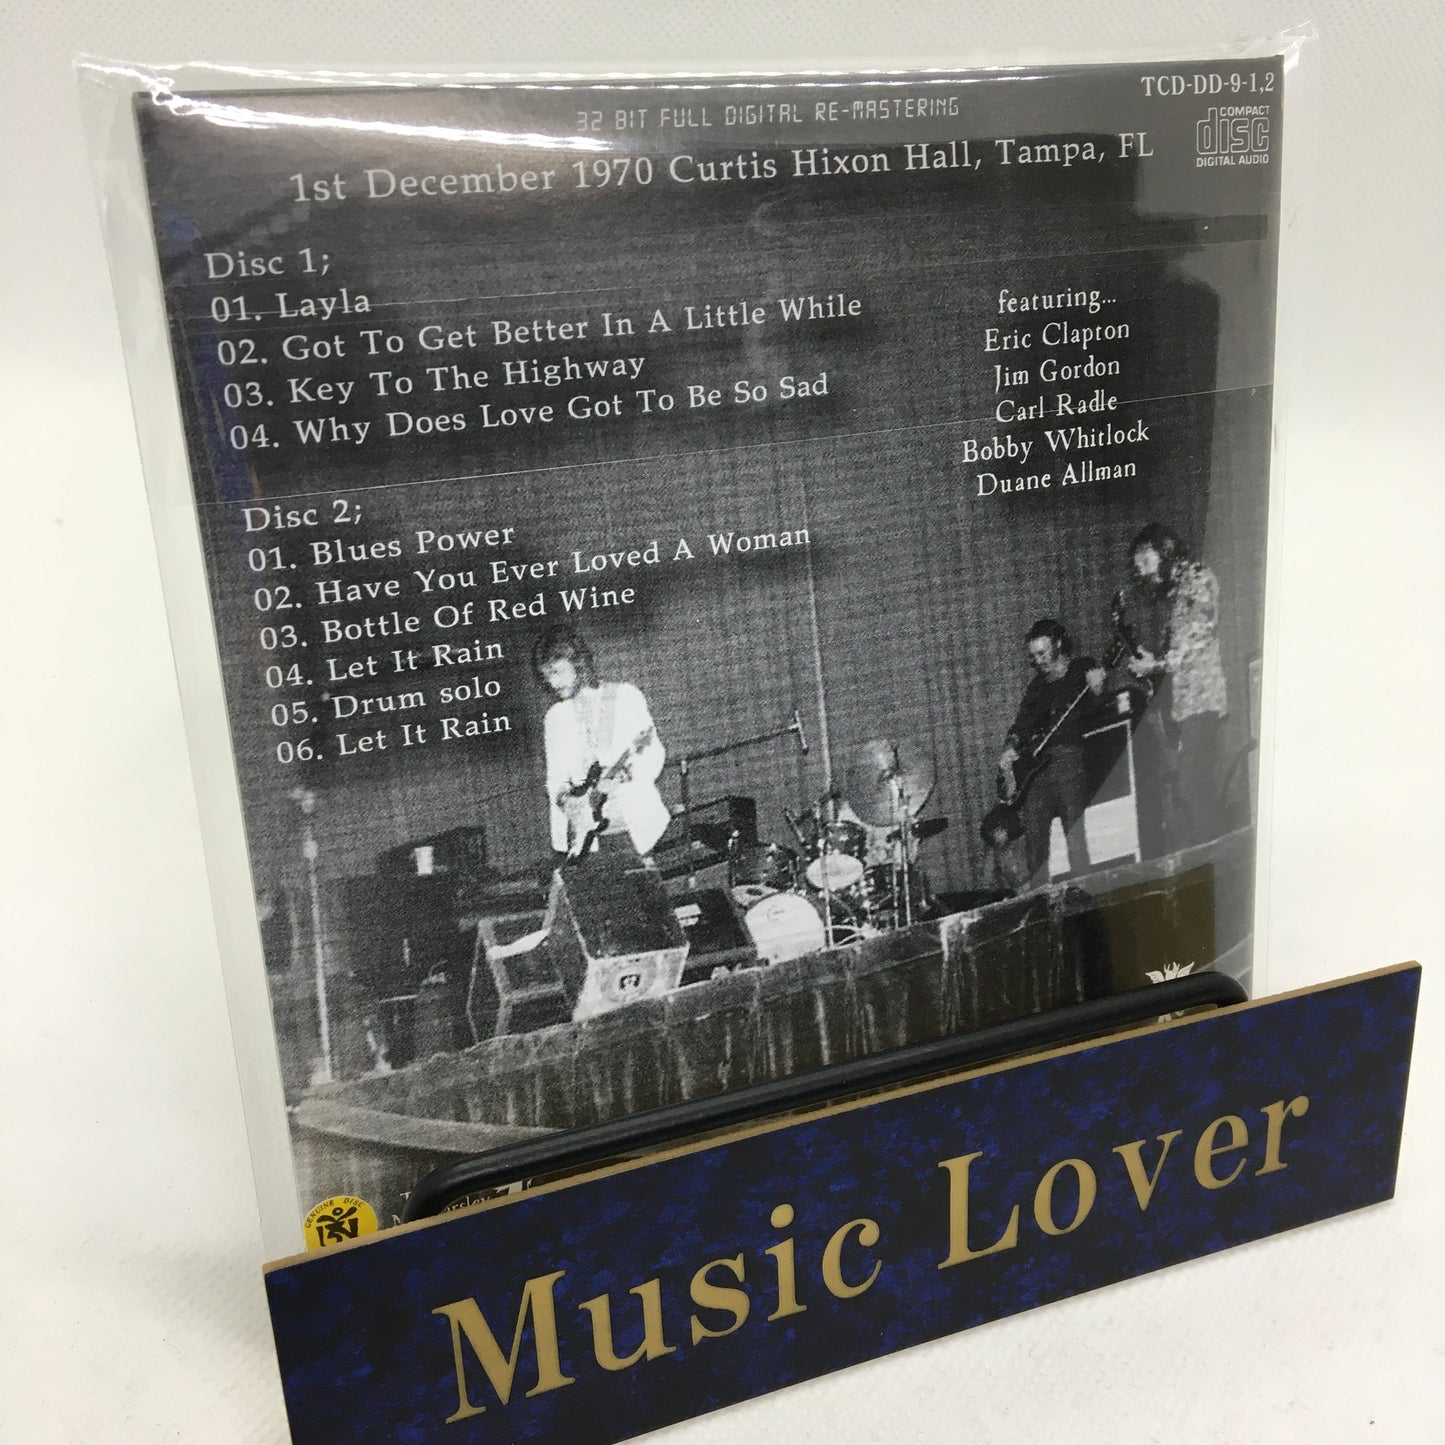 TCD-DD-9-1,2
32 BIT FULL DIGITAL RE-MASTERING
COMPACT
disc
DIGITAL AUDIO
1st December 1970 Curtis Hixon Hall, Tampa, FL
Disc 1;
01. Layla
02. Got To Get Better In A Little While
03. Key To The Highway
04. Why Does Love Got To Be So Sad
featuring...
Eric Clapton
Jim Gordon
Carl Radle
Bobby Whitlock
Duane Allman
Disc 2;
01. Blues Power
02. Have You Ever Loved A Woman
03. Bottle Of Red Wine
04. Let It Rain
05. Drum solo
06. Let It Rain
GENUINE DISC
Music Lover